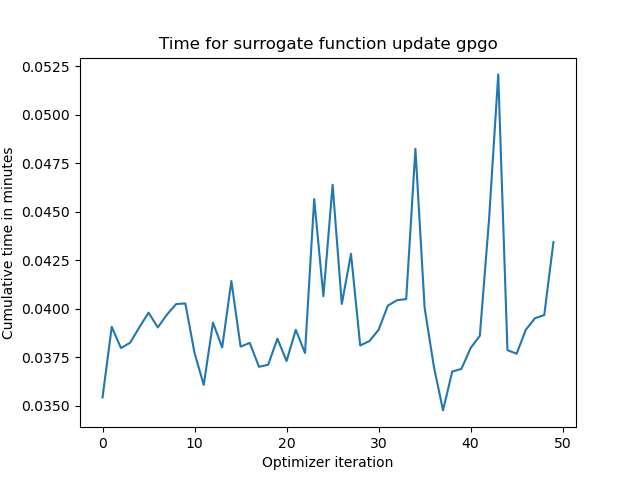 Time for surrogate function update gpgo
Cumulative time in minutes
0.0525
0.0500
0.0475
0.0450
0.0425
0.0400
0.0375
0.0350
0 10 20 30 40 50
Optimizer iteration